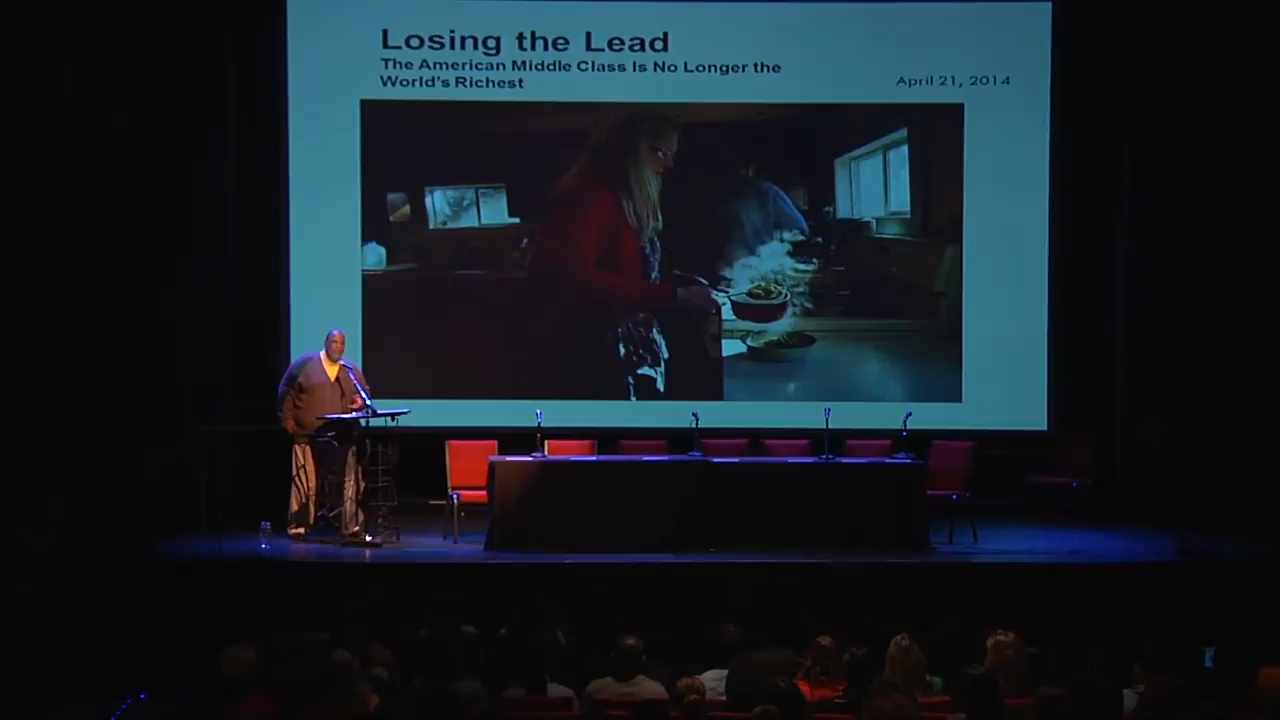 Losing the Lead
The American Middle Class Is No Longer the
World's Richest
April 21, 2014